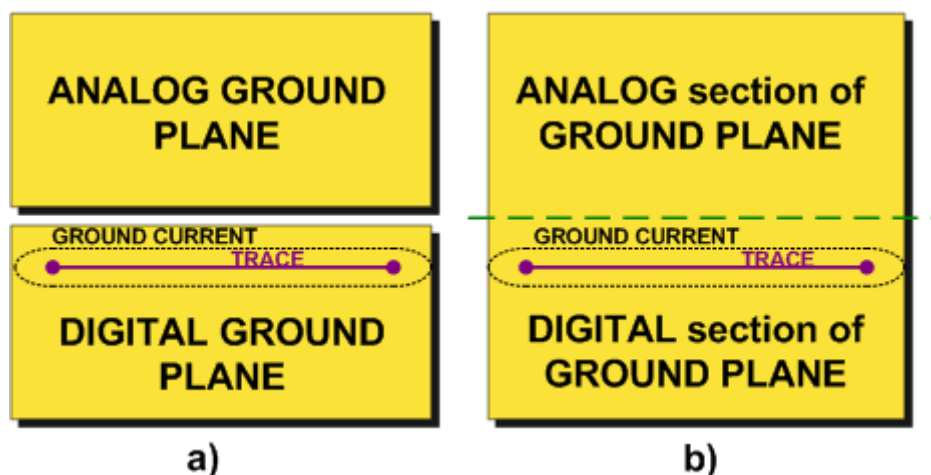 ANALOG GROUND
PLANE
GROUND CURRENT
TRACE
DIGITAL GROUND
PLANE
a)
ANALOG section of
GROUND PLANE
GROUND CURRENT
TRACE
DIGITAL section of
GROUND PLANE
b)